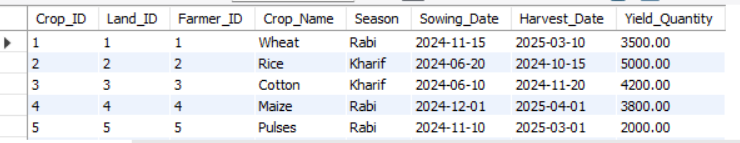 Crop_ID Land_ID Farmer_ID Crop_Name Season Sowing_Date Harvest_Date Yield_Quantity
1 1 1 Wheat Rabi 2024-11-15 2025-03-10 3500.00
2 2 2 Rice Kharif 2024-06-20 2024-10-15 5000.00
3 3 3 Cotton Kharif 2024-06-10 2024-11-20 4200.00
4 4 4 Maize Rabi 2024-12-01 2025-04-01 3800.00
5 5 5 Pulses Rabi 2024-11-10 2025-03-01 2000.00